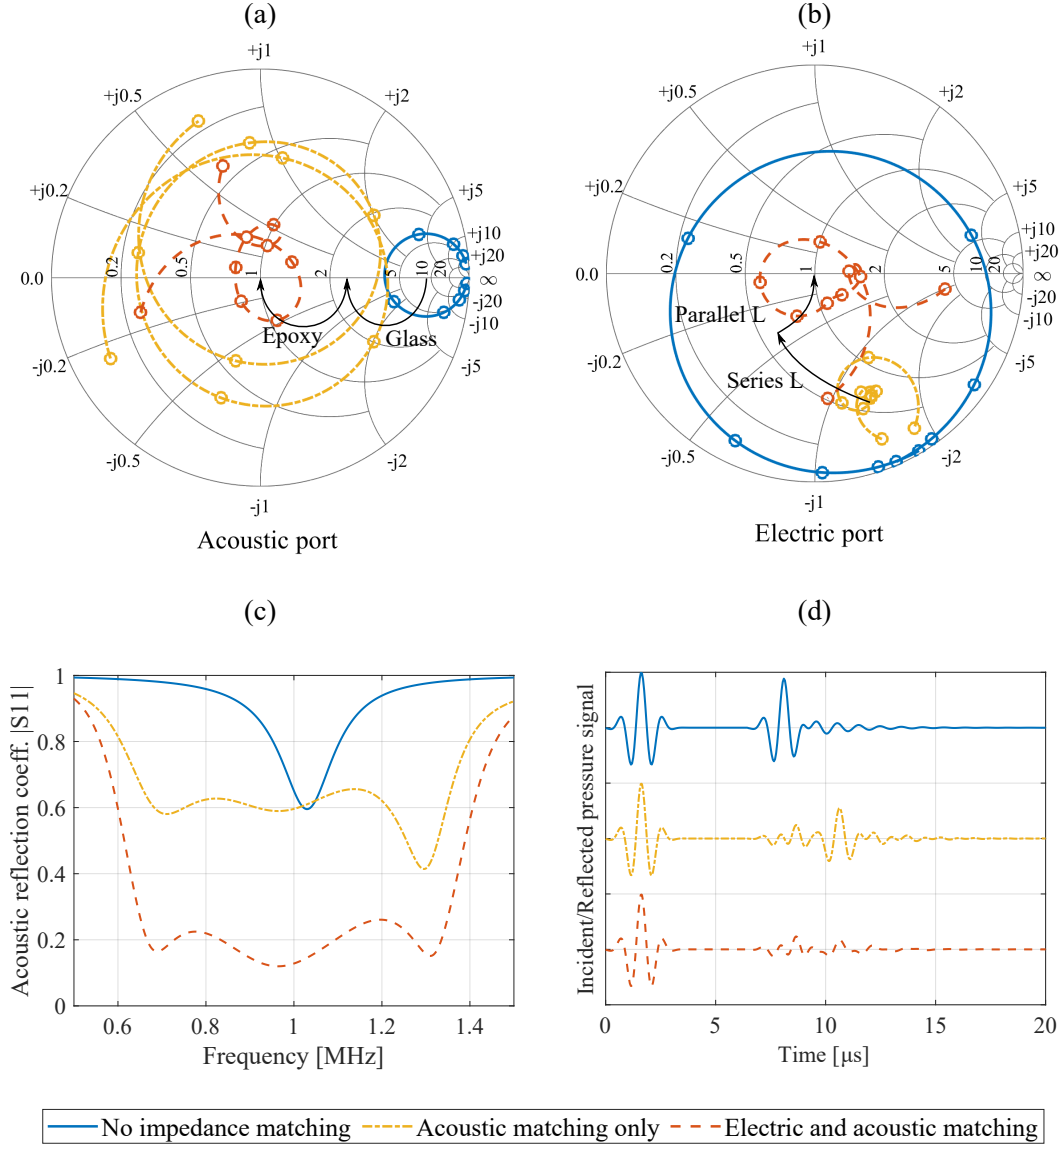 (a)
+j1
+j0.5
+j2
+j0.2
+j5
+j10
+j20
0.0
0.2
0.5
1
2
5
10
20
∞
-j20
-j10
Epoxy
Glass
-j0.2
-j5
-j0.5
-j2
-j1
Acoustic port
(b)
+j1
+j0.5
+j2
+j0.2
+j5
+j10
+j20
0.0
0.2
0.5
1
2
5
10
20
∞
-j20
-j10
Parallel L
Series L
-j0.2
-j5
-j0.5
-j2
-j1
Electric port
(c)
Acoustic reflection coeff. |S11|
1
0.8
0.6
0.4
0.2
0
0.6
0.8
1
1.2
1.4
Frequency [MHz]
(d)
Incident/Reflected pressure signal
0
5
10
15
20
Time [μs]
No impedance matching
Acoustic matching only
Electric and acoustic matching